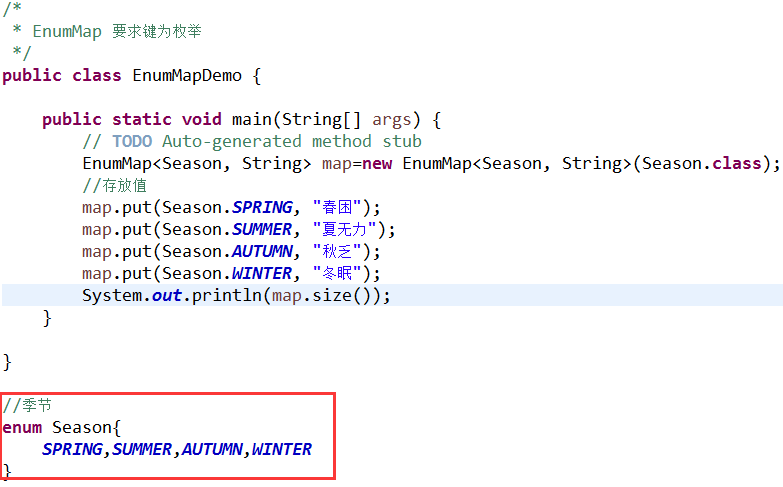 /*
 * EnumMap 要求键为枚举
 */
public class EnumMapDemo {
    public static void main(String[] args) {
        // TODO Auto-generated method stub
        EnumMap<Season, String> map=new EnumMap<Season, String>(Season.class);
        //存放值
        map.put(Season.SPRING, "春困");
        map.put(Season.SUMMER, "夏无力");
        map.put(Season.AUTUMN, "秋乏");
        map.put(Season.WINTER, "冬眠");
        System.out.println(map.size());
    }
}
//季节
enum Season{
    SPRING,SUMMER,AUTUMN,WINTER
}